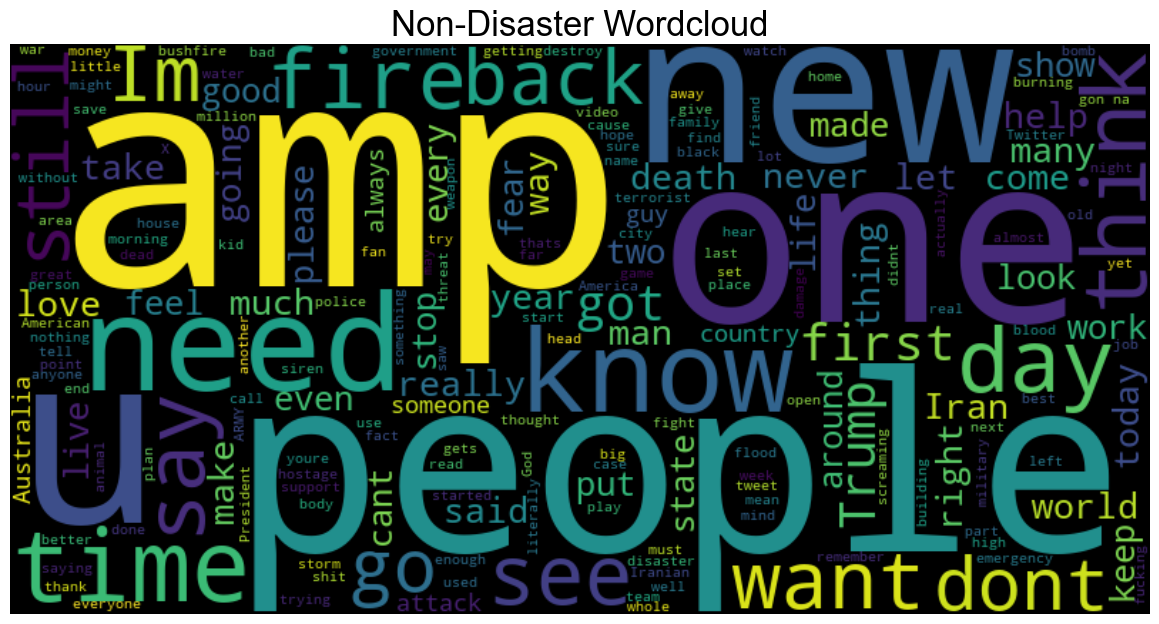 Non-Disaster Wordcloud
war money bushfire bad government getting destroy watch bomb
little Im fire back new show burning
hour might water good home gon na
still save million video away made help think
amp cause give friend Twitter
X hope family find many
without take going please always every weapon fear way sure name black lot death never let come night
area house terrorist guy life one actually old
morning dead kid fan try thats far city hear two last thing didnt almost yet
great person threat may game set place damage look
love feel much police stop year America got real
American start man country first blood work job
nothing another something saw head day
tell point siren need know
anyone really
end call even someone thought open around Trump Iran best today
Australia u live say ARMY use fact people fight next
animal plan make youre gets read God big case flood state right military left
hostage cant put week tweet screaming
President support body started said literally play mean mind building world
done
better time storm go enough see must disaster want remember part high dont emergency keep
saying shit Iranian well
thank trying used team fucking
everyone attack whole